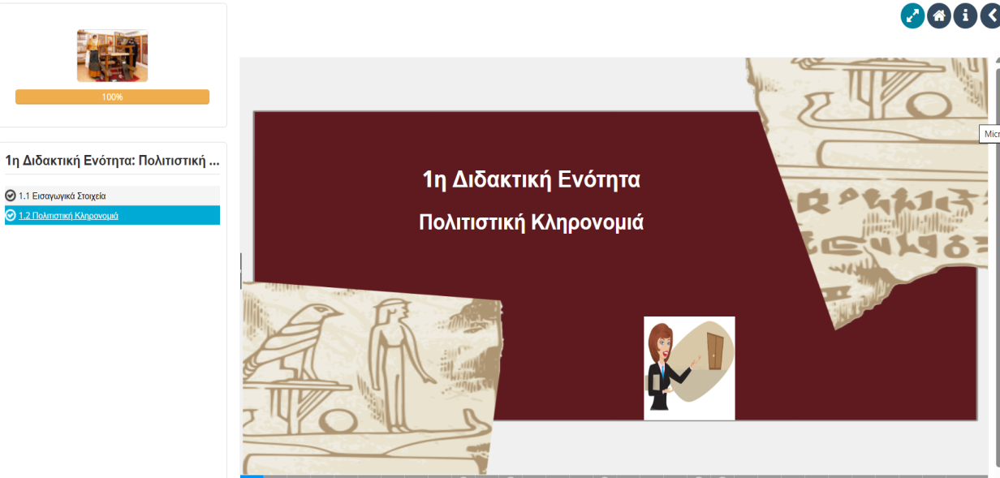 100%
1η Διδακτική Ενότητα: Πολιτιστική ...
1.1 Εισαγωγικά Στοιχεία
1.2 Πολιτιστική Κληρονομιά
1η Διδακτική Ενότητα
Πολιτιστική Κληρονομιά